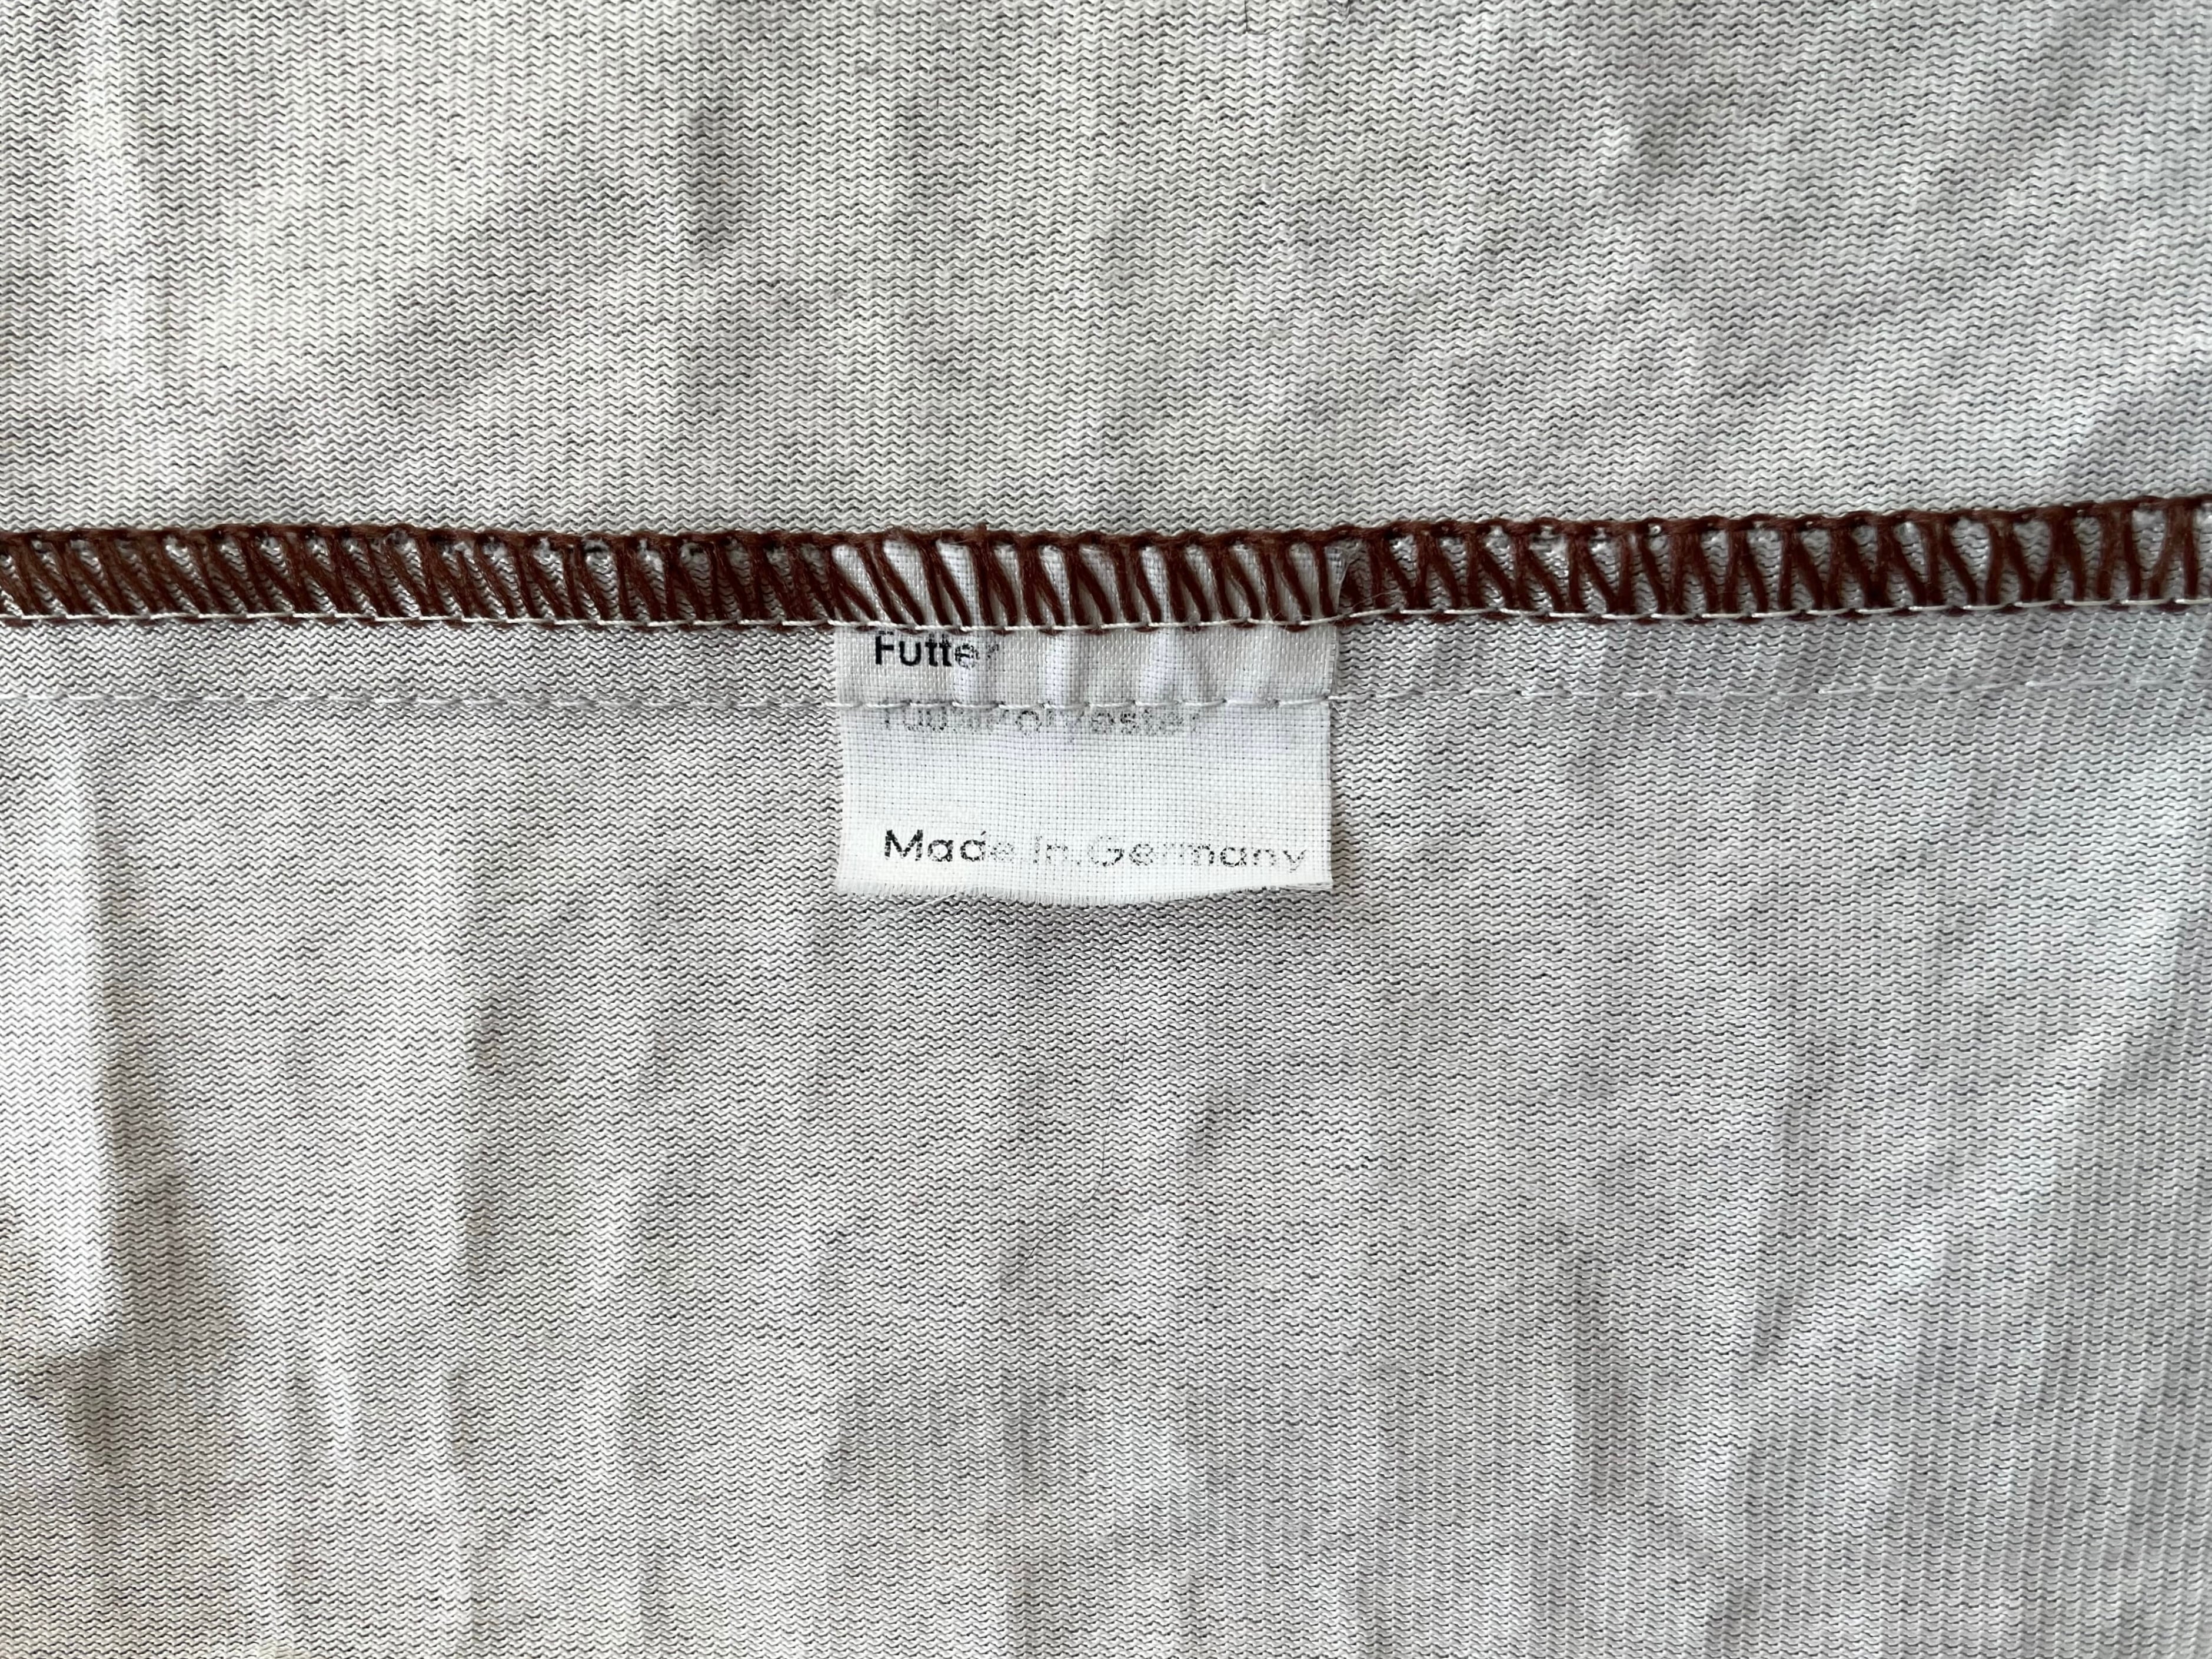 Futter
100% Polyester
Made in Germany